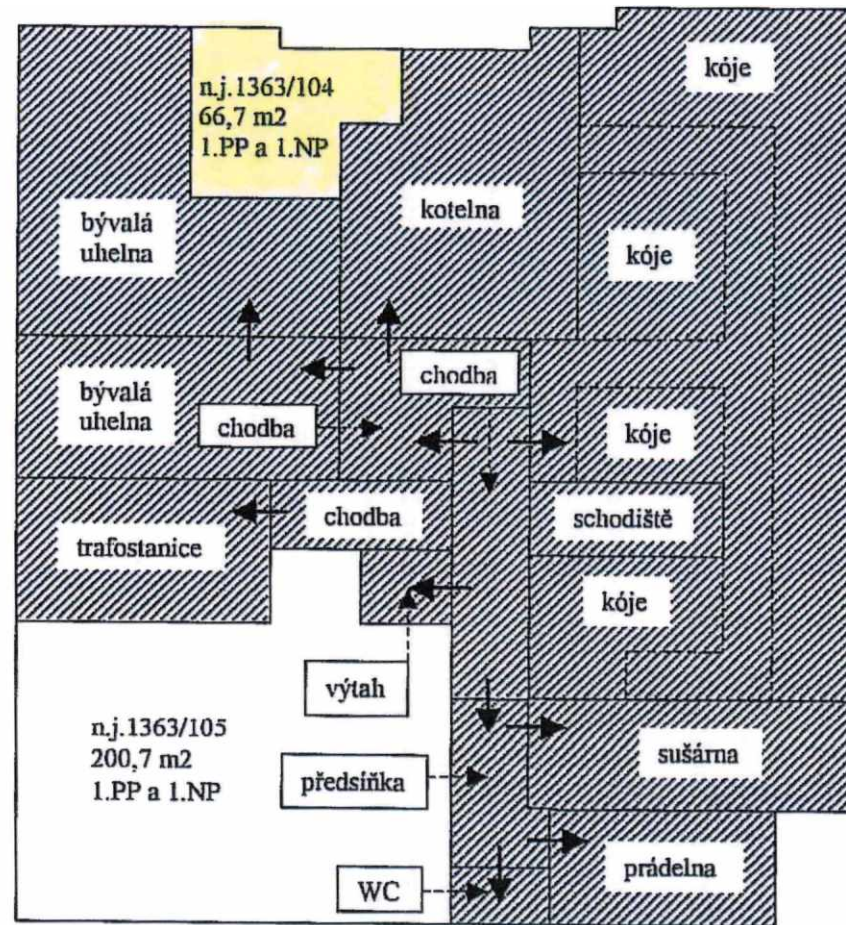 kóje
n.j.1363/104
66,7 m2
1.PP a 1.NP
kotelna
bývalá
uhelna
kóje
chodba
bývalá
uhelna
chodba
kóje
chodba
schodiště
trafostanice
kóje
výtah
n.j.1363/105
200,7 m2
1.PP a 1.NP
předsíňka
sušárna
WC
prádelna